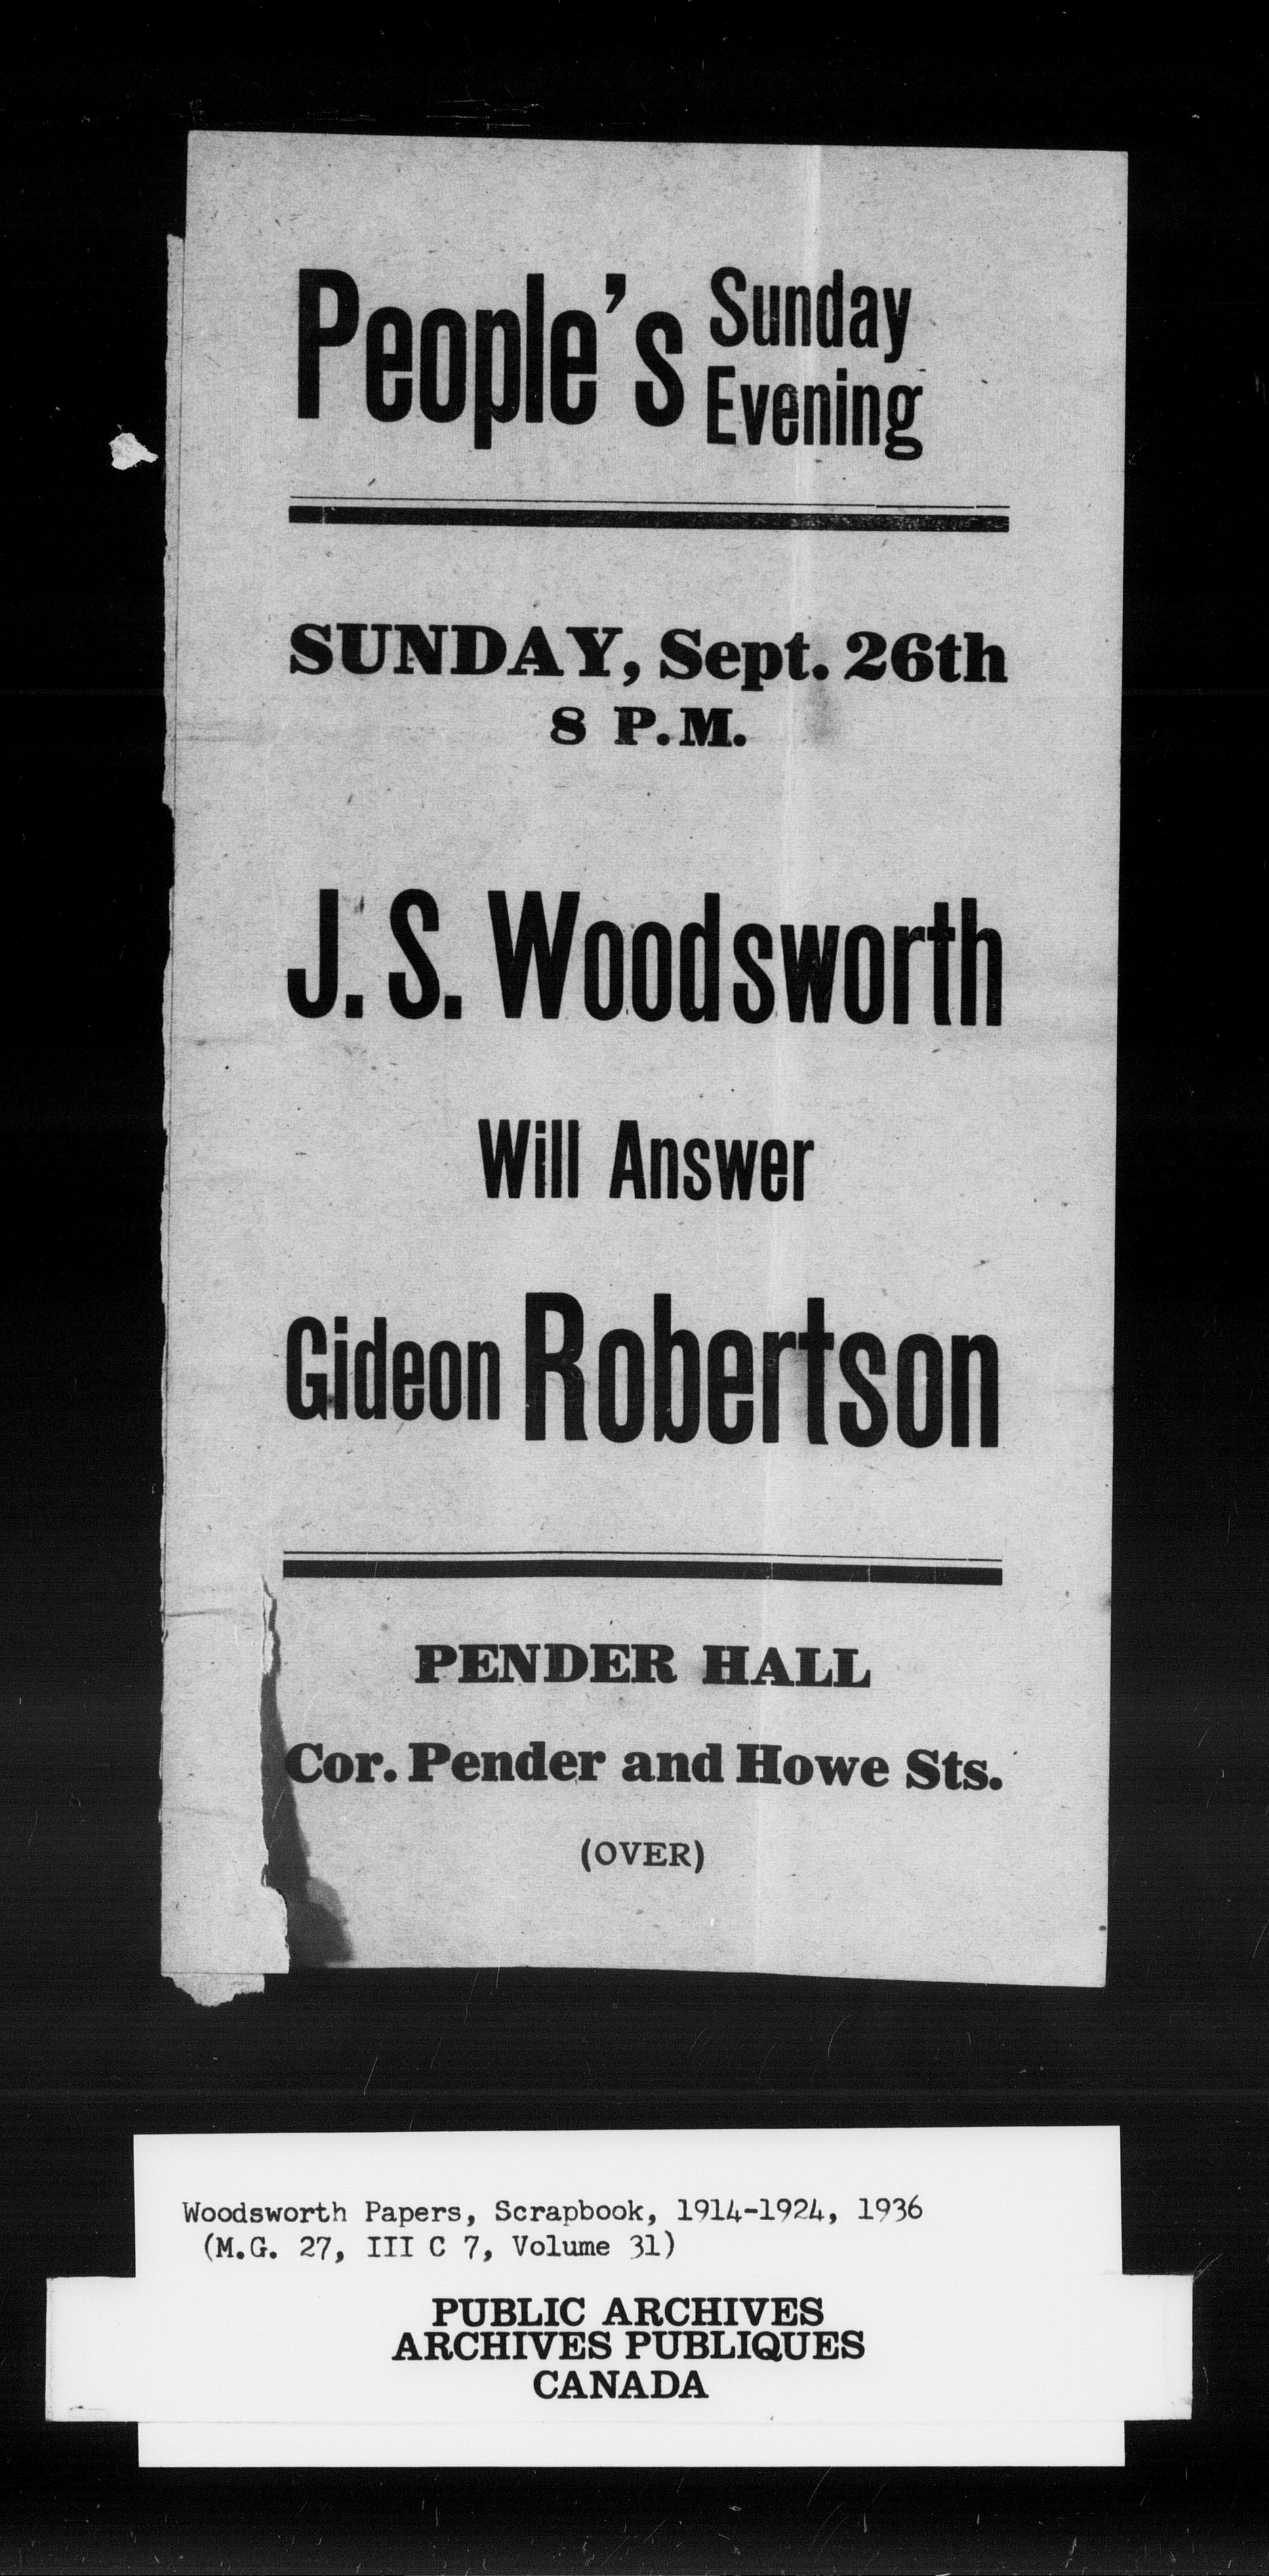 People's Sunday
Evening
SUNDAY, Sept. 26th
8 P.M.
J. S. Woodsworth
Will Answer
Gideon Robertson
PENDER HALL
Cor. Pender and Howe Sts.
(OVER)
Woodsworth Papers, Scrapbook, 1914-1924, 1936
(M.G. 27, III C 7, Volume 31)
PUBLIC ARCHIVES
ARCHIVES PUBLIQUES
CANADA